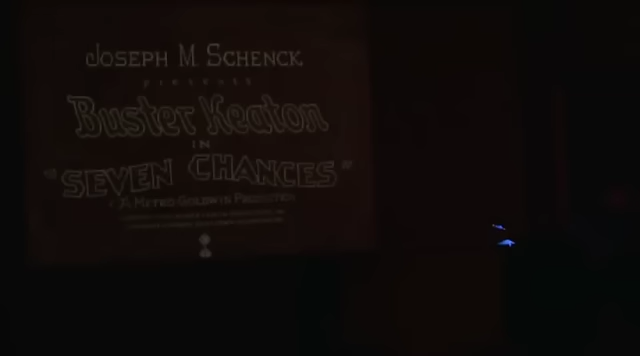 JOSEPH M SCHENCK
PRESENTS
Buster Keaton
IN
"SEVEN CHANCES"
A METRO-GOLDWYN PRODUCTION